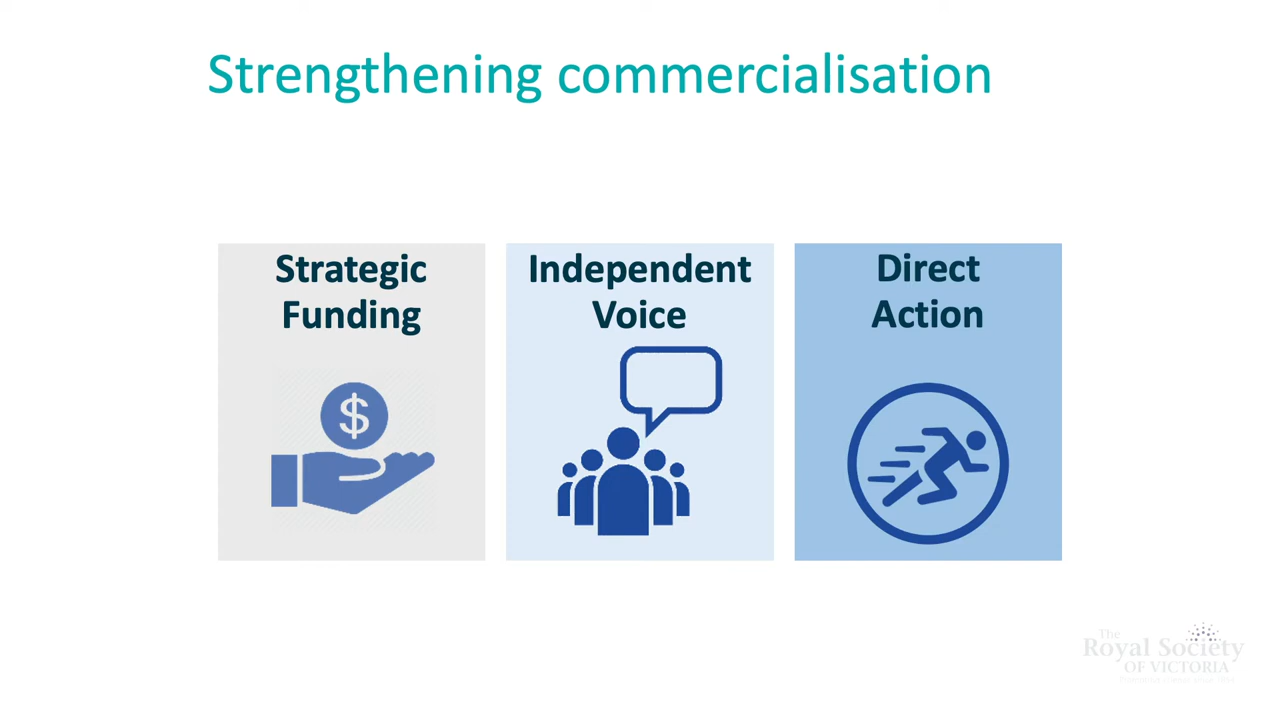 Strengthening commercialisation
Strategic
Funding
$
Independent
Voice
Direct
Action
The
Royal Society
OF VICTORIA